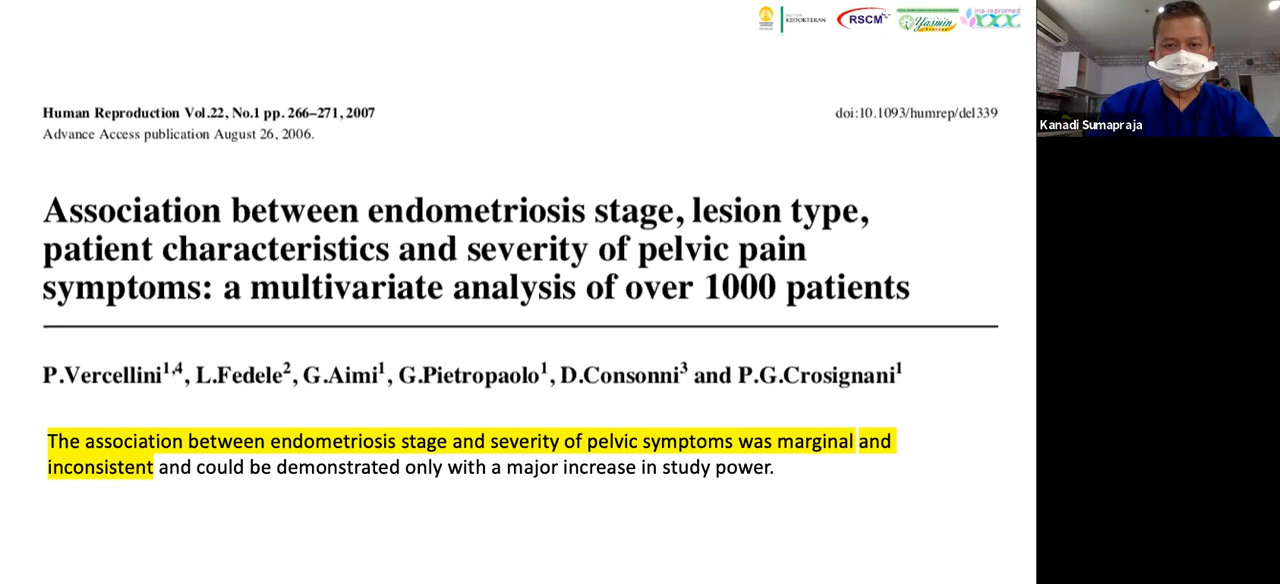 KEDOKTERAN
RSCM
Yasmin
ina-repromed
Human Reproduction Vol.22, No.1 pp. 266–271, 2007
doi:10.1093/humrep/del339
Advance Access publication August 26, 2006.
Association between endometriosis stage, lesion type,
patient characteristics and severity of pelvic pain
symptoms: a multivariate analysis of over 1000 patients
P.Vercellini1,4, L.Fedele2, G.Aimi1, G.Pietropaolo1, D.Consonni3 and P.G.Crosignani1
The association between endometriosis stage and severity of pelvic symptoms was marginal and
inconsistent and could be demonstrated only with a major increase in study power.
Kanadi Sumapraja